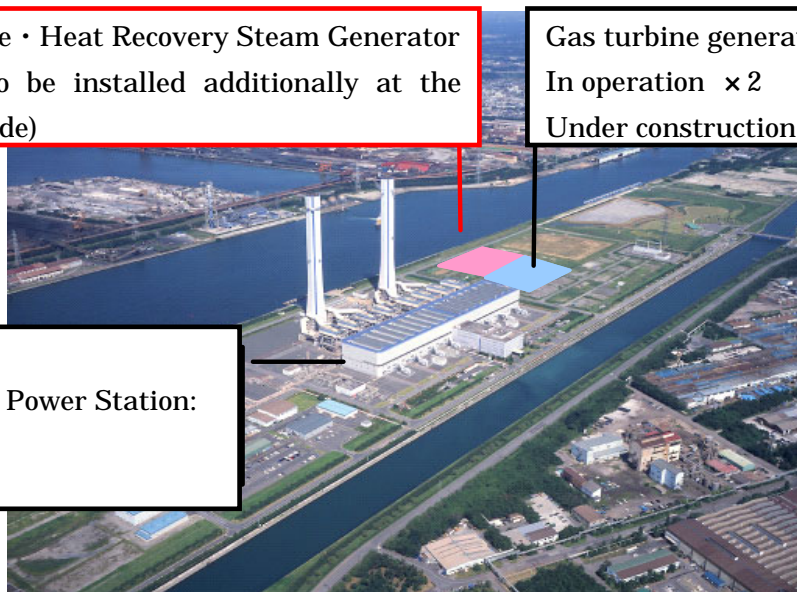 e・Heat Recovery Steam Generator
o be installed additionally at the
de)
Gas turbine genera
In operation ×2
Under construction
Power Station: